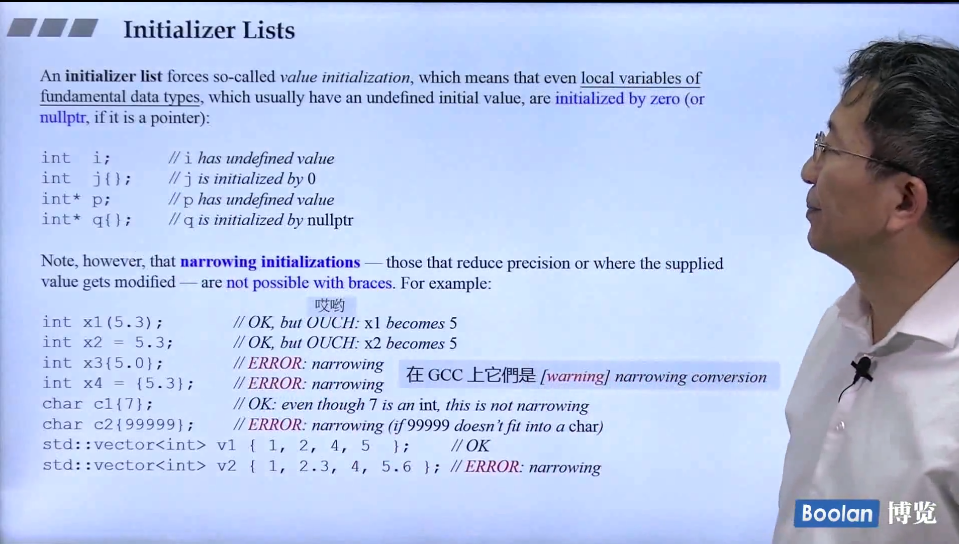 Initializer Lists
An initializer list forces so-called value initialization, which means that even local variables of
fundamental data types, which usually have an undefined initial value, are initialized by zero (or
nullptr, if it is a pointer):
int i; // i has undefined value
int j{}; // j is initialized by 0
int* p; // p has undefined value
int* q{}; // q is initialized by nullptr
Note, however, that narrowing initializations — those that reduce precision or where the supplied
value gets modified — are not possible with braces. For example:
哎哟
int x1(5.3); // OK, but OUCH: x1 becomes 5
int x2 = 5.3; // OK, but OUCH: x2 becomes 5
int x3{5.0}; // ERROR: narrowing
int x4 = {5.3}; // ERROR: narrowing
在 GCC 上它們是 [warning] narrowing conversion
char c1{7}; // OK: even though 7 is an int, this is not narrowing
char c2{99999}; // ERROR: narrowing (if 99999 doesn't fit into a char)
std::vector<int> v1 { 1, 2, 4, 5 }; // OK
std::vector<int> v2 { 1, 2.3, 4, 5.6 }; // ERROR: narrowing
Boolan 博览